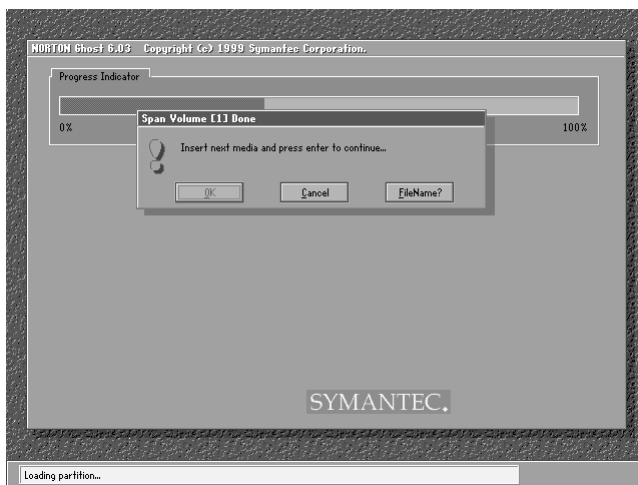 NORTON Ghost 6.03   Copyright (c) 1999 Symantec Corporation.
Progress Indicator
0%
100%
Span Volume [1] Done
Insert next media and press enter to continue...
OK
Cancel
FileName?
SYMANTEC.
Loading partition...